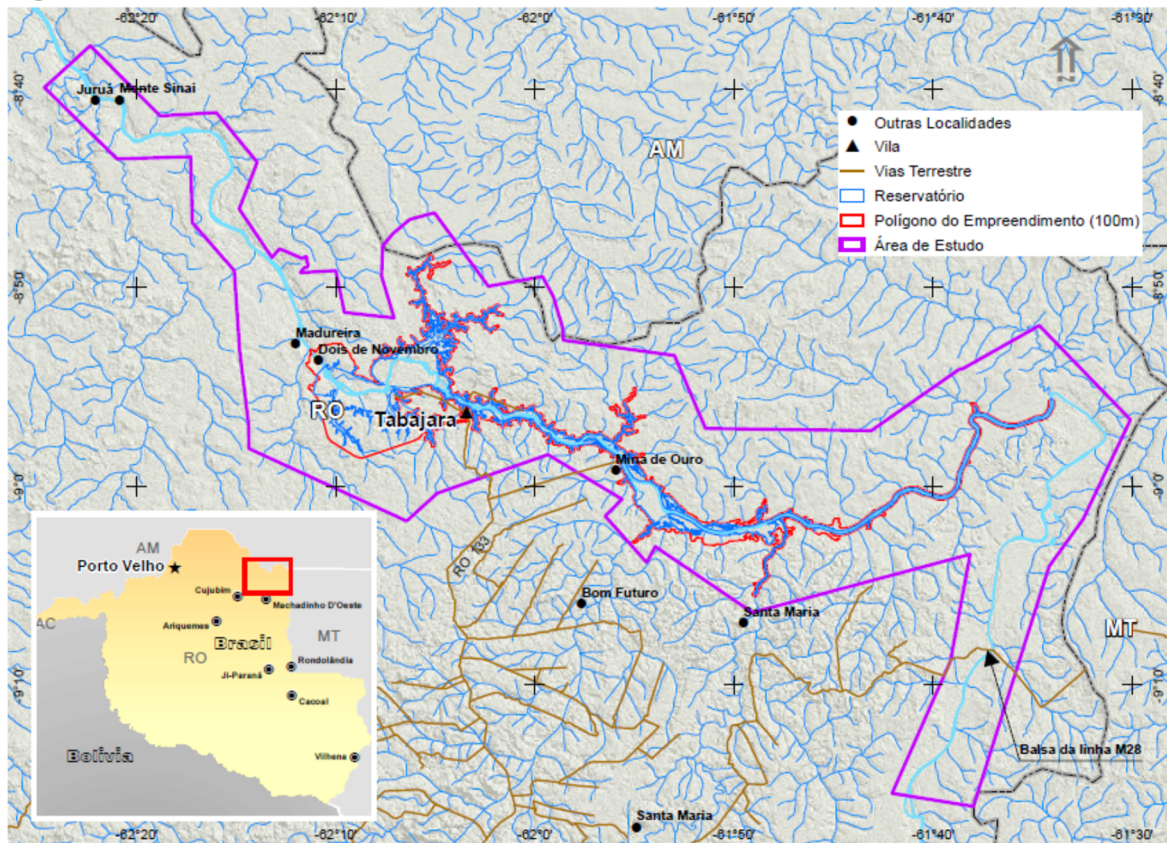 -62°20'
-62°10'
-62°0'
-61°50'
-61°40'
-61°30'
-8°40'
-8°40'
Juruá
Monte Sinai
AM
Outras Localidades
Vila
Vias Terrestre
Reservatório
Polígono do Empreendimento (100m)
Área de Estudo
-8°50'
-8°50'
Madureira
Dois de Novembro
RO
Tabajara
Mina de Ouro
-9°0'
-9°0'
RO 133
Bom Futuro
Santa Maria
MT
-9°10'
-9°10'
Balsa da linha M28
Santa Maria
AM
Porto Velho
Cujubim
Machadinho D'Oeste
AC
Ariquemes
Brasil
MT
RO
Rondolândia
Ji-Paraná
Cacoal
Bolivia
Vilhena
-62°20'
-62°10'
-62°0'
-61°50'
-61°40'
-61°30'